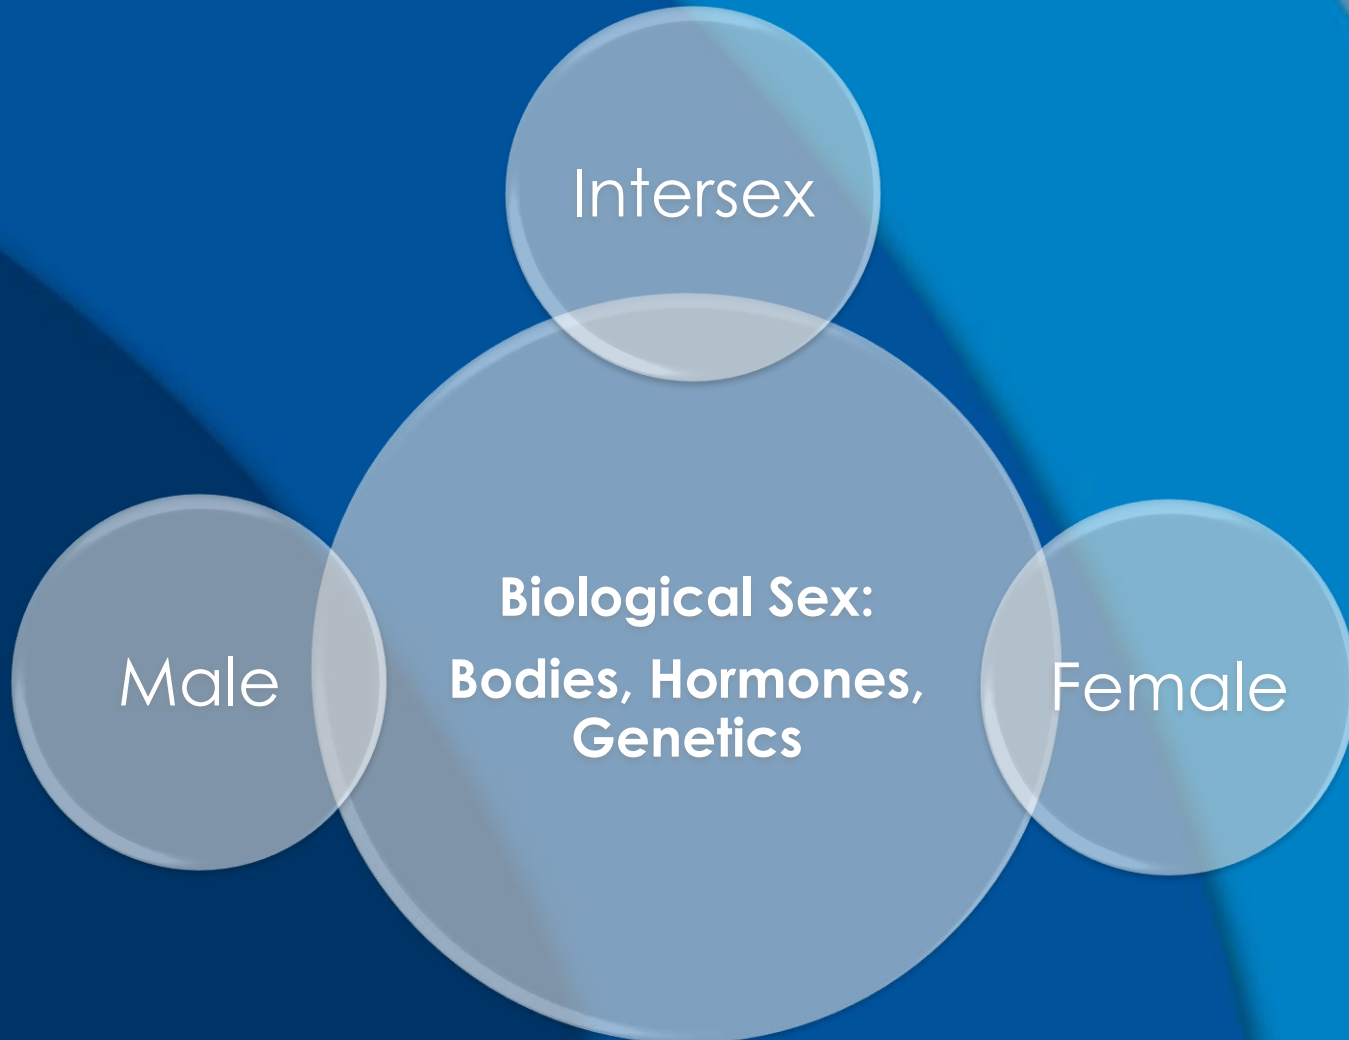 Intersex
Male
Biological Sex:
Bodies, Hormones,
Genetics
Female